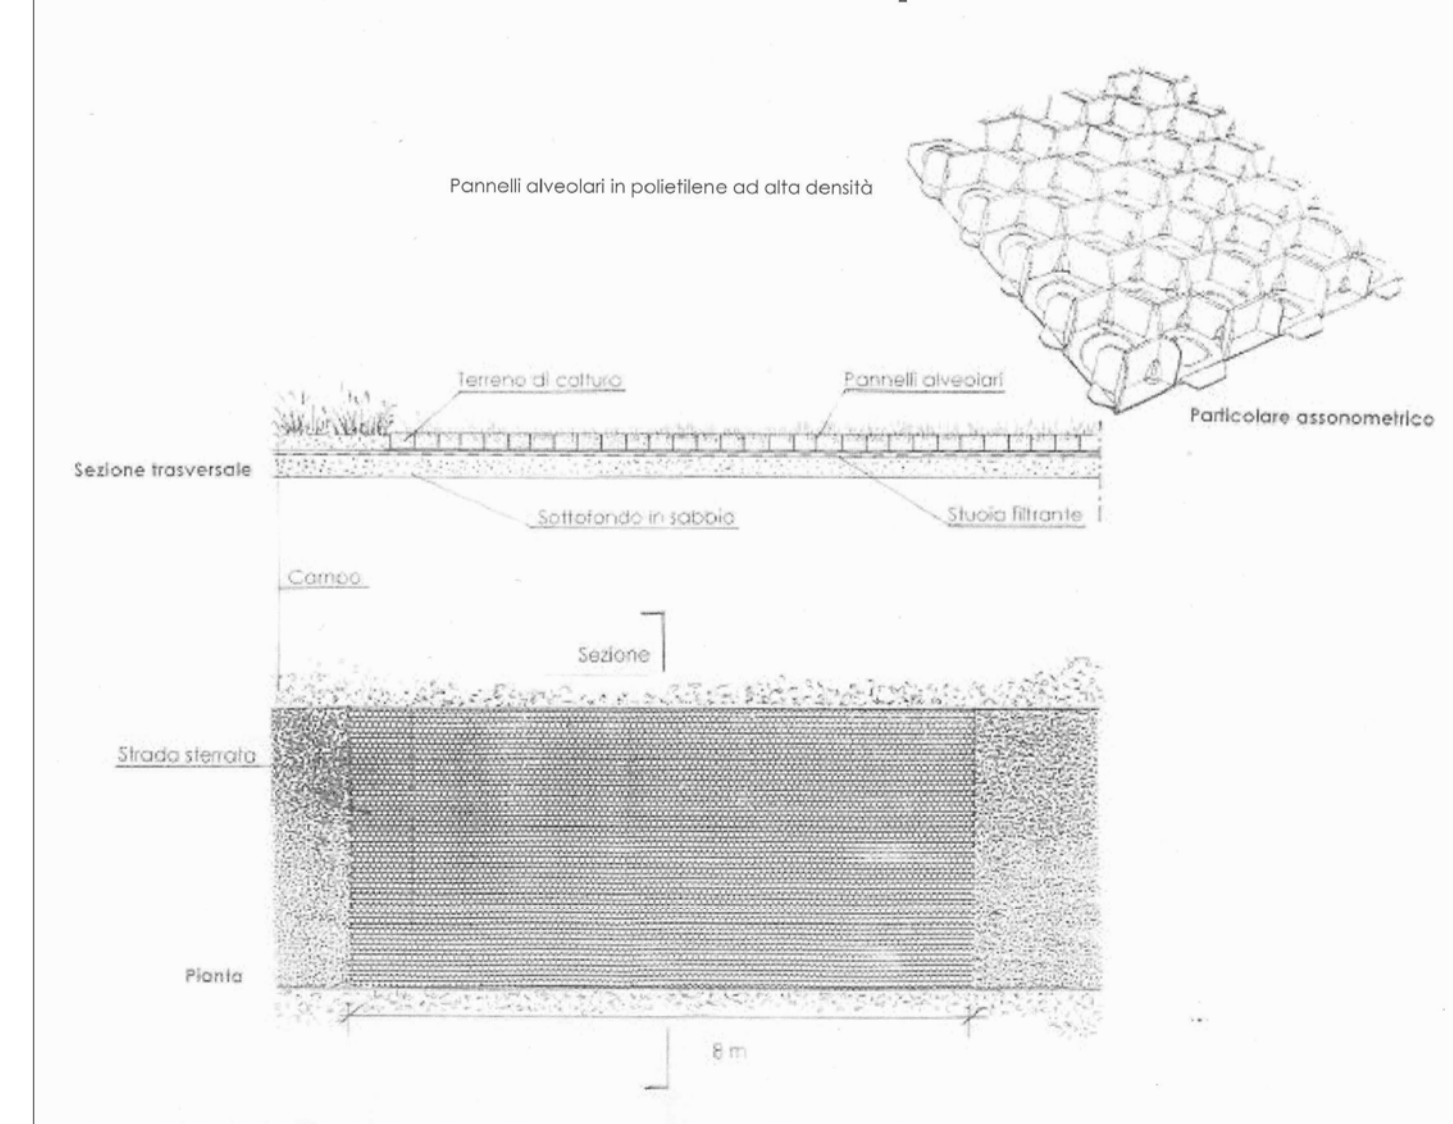 Pannelli alveolari in polietilene ad alta densità
Terreno di coltura
Pannelli alveolari
Particolare assonometrico
Sezione trasversale
Sottofondo in sabbia
Stuoia filtrante
Campo
Sezione
Strada sterrata
Pianta
8 m